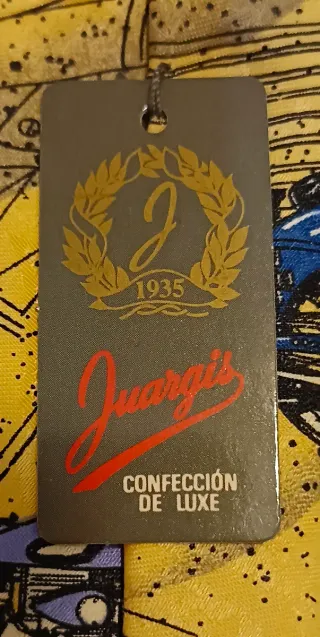 J
1935
Juargis
CONFECCIÓN
DE LUXE